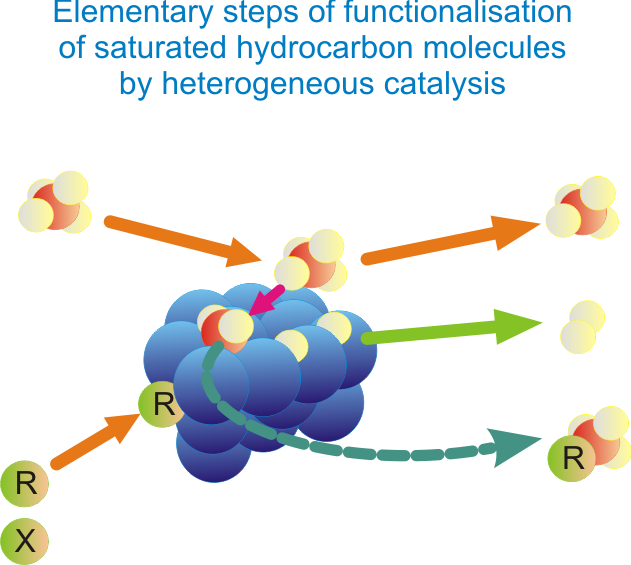 Elementary steps of functionalisation
of saturated hydrocarbon molecules
by heterogeneous catalysis
R
R
R
X